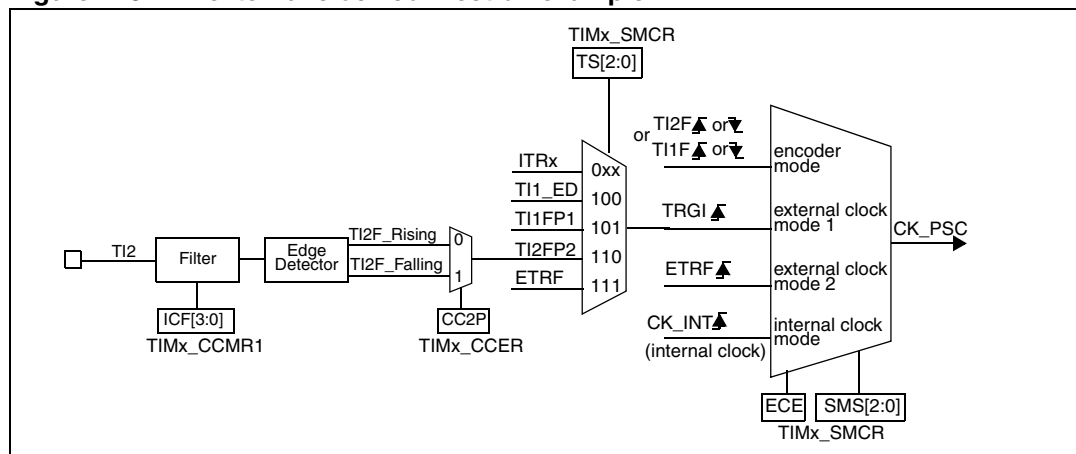 TIMx_SMCR
TS[2:0]
or TI2F or
TI1F or
encoder
mode
ITRx
0xx
TI1_ED
100
TRGI
external clock
mode 1
TI1FP1
101
CK_PSC
TI2
Filter
Edge
Detector
TI2F_Rising
0
TI2F_Falling
1
TI2FP2
110
ETRF
111
ETRF
external clock
mode 2
CK_INT
(internal clock)
internal clock
mode
ICF[3:0]
TIMx_CCMR1
CC2P
TIMx_CCER
ECE
SMS[2:0]
TIMx_SMCR